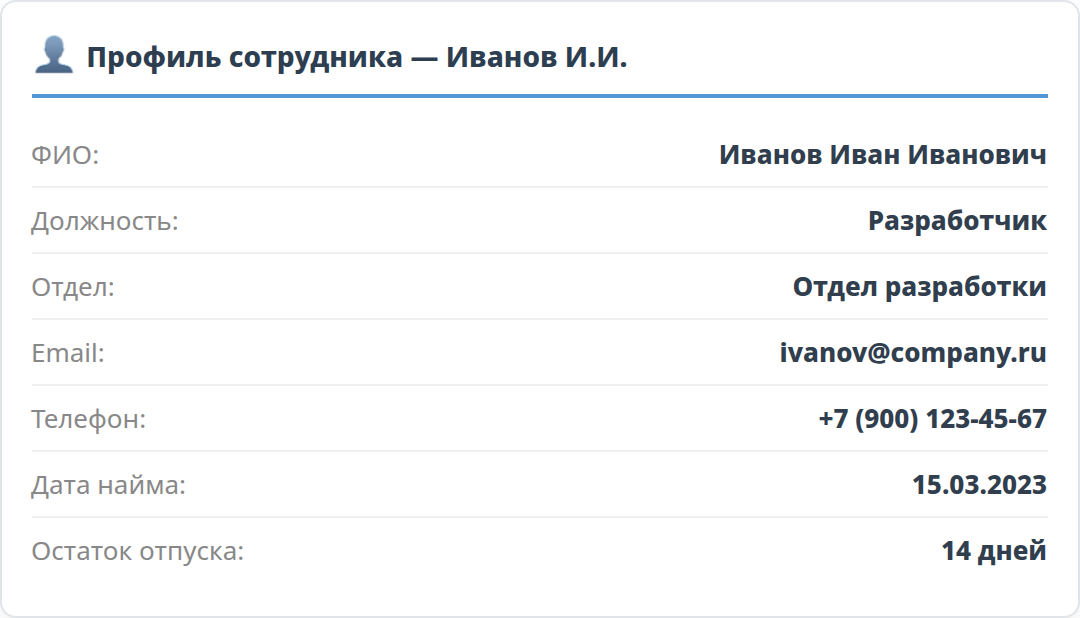 Профиль сотрудника — Иванов И.И.
ФИО: Иванов Иван Иванович
Должность: Разработчик
Отдел: Отдел разработки
Email: ivanov@company.ru
Телефон: +7 (900) 123-45-67
Дата найма: 15.03.2023
Остаток отпуска: 14 дней